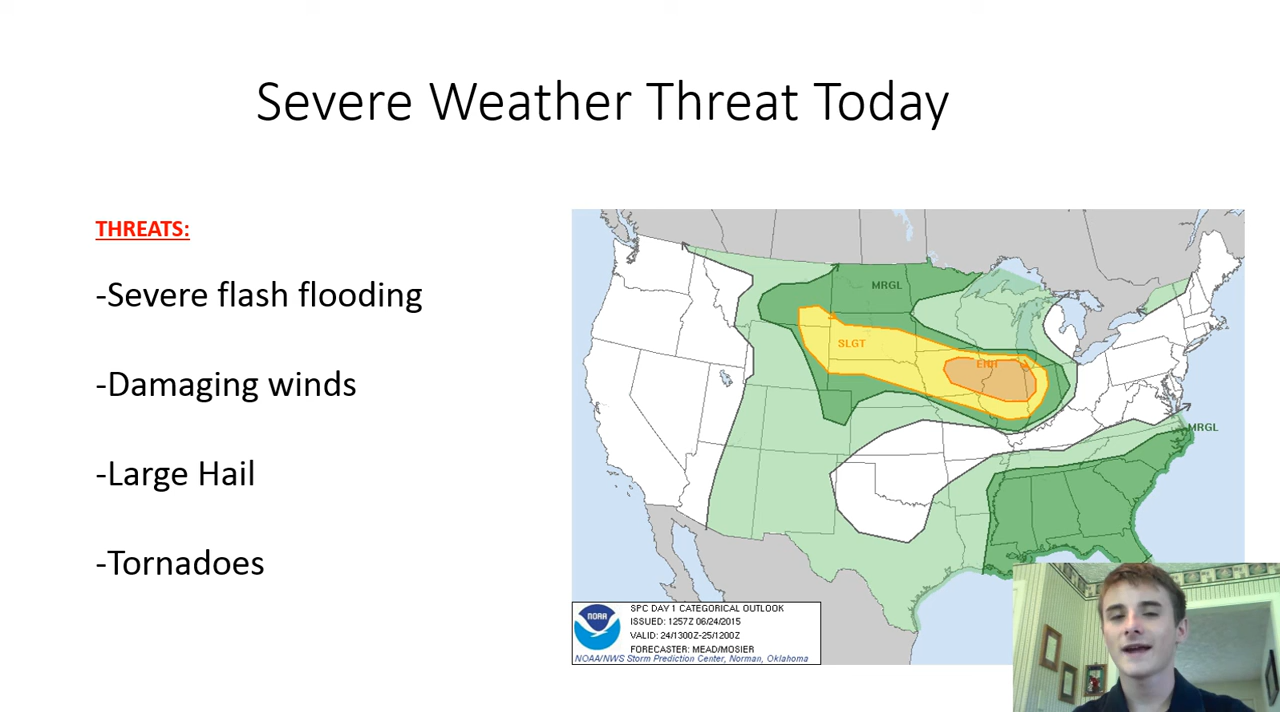 Severe Weather Threat Today
THREATS:
-Severe flash flooding
-Damaging winds
-Large Hail
-Tornadoes
MRGL
SLGT
ENH
MRGL
NOAA
SPC DAY 1 CATEGORICAL OUTLOOK
ISSUED: 1257Z 06/24/2015
VALID: 24/1300Z-25/1200Z
FORECASTER: MEAD/MOSIER
NOAA/NWS Storm Prediction Center, Norman, Oklahoma